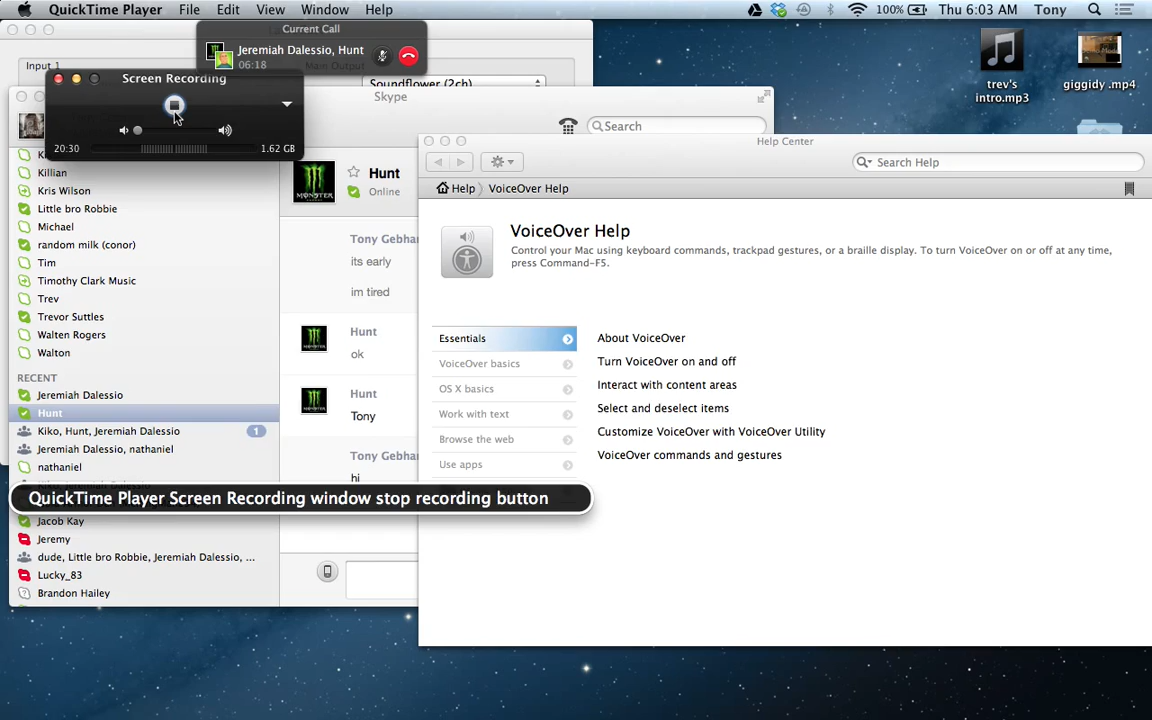 QuickTime Player File Edit View Window Help
100% Thu 6:03 AM Tony
Current Call
Jeremiah Dalessio, Hunt
06:18
Input 1
Main Output
Soundflower (2ch)
Screen Recording
20:30 1.62 GB
Skype
Search
Killian
Kris Wilson
Little bro Robbie
Michael
random milk (conor)
Tim
Timothy Clark Music
Trev
Trevor Suttles
Walten Rogers
Walton
RECENT
Jeremiah Dalessio
Hunt
Kiko, Hunt, Jeremiah Dalessio 1
Jeremiah Dalessio, nathaniel
nathaniel
Jacob Kay
Jeremy
dude, Little bro Robbie, Jeremiah Dalessio, ...
Lucky_83
Brandon Hailey
MONSTER
Hunt
Online
Tony Gebhar
its early
im tired
Hunt
ok
Hunt
Tony
Tony Gebhar
hi
QuickTime Player Screen Recording window stop recording button
Help Center
Search Help
Help VoiceOver Help
VoiceOver Help
Control your Mac using keyboard commands, trackpad gestures, or a braille display. To turn VoiceOver on or off at any time,
press Command-F5.
Essentials
VoiceOver basics
OS X basics
Work with text
Browse the web
Use apps
About VoiceOver
Turn VoiceOver on and off
Interact with content areas
Select and deselect items
Customize VoiceOver with VoiceOver Utility
VoiceOver commands and gestures
trev's
intro.mp3
giggidy .mp4